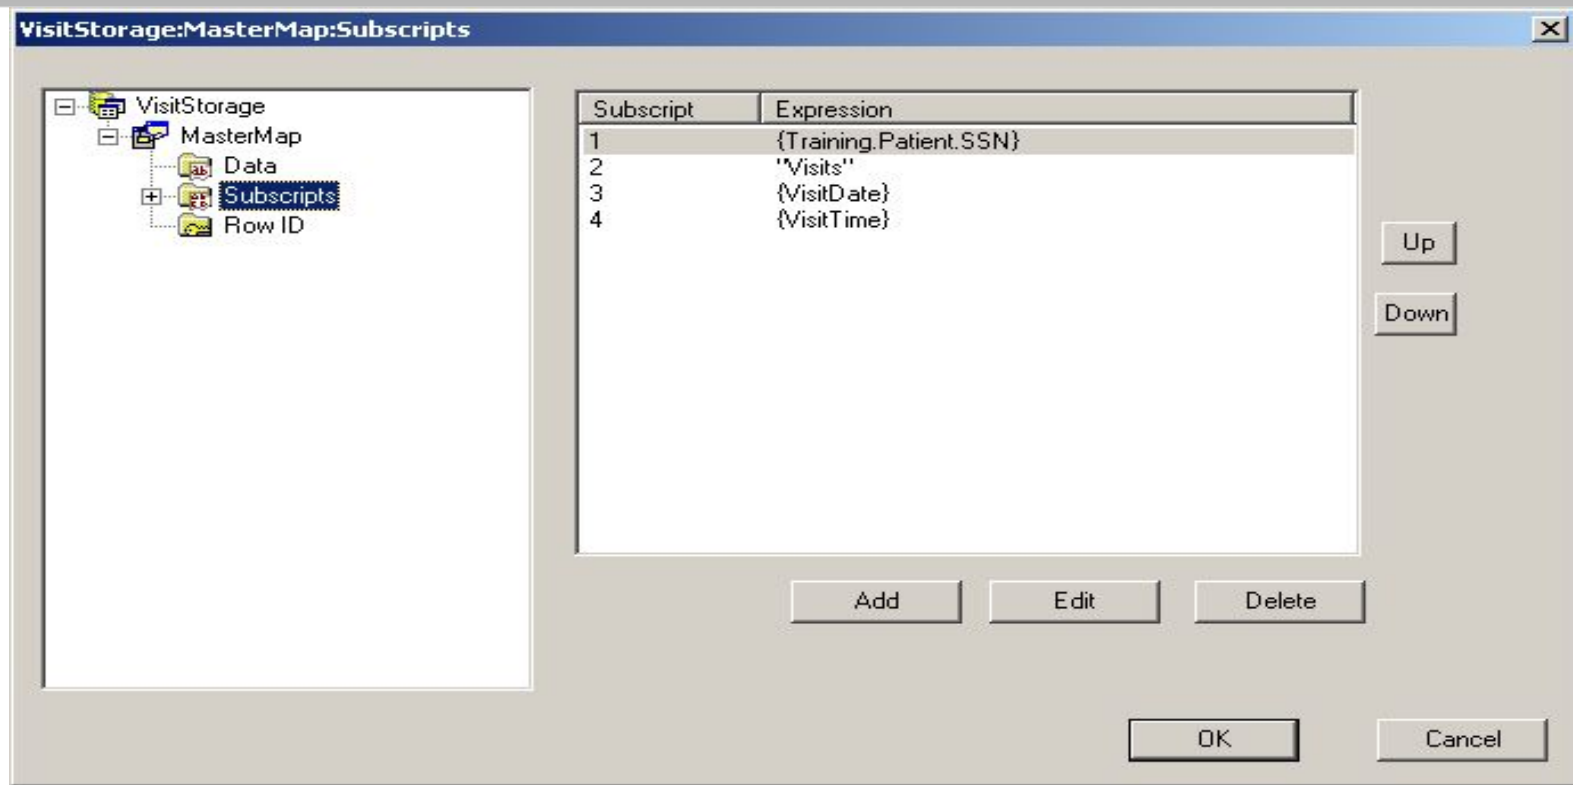 VisitStorage:MasterMap:Subscripts
VisitStorage
MasterMap
Data
Subscripts
Row ID
Subscript Expression
1 {Training.Patient.SSN}
2 "Visits"
3 {VisitDate}
4 {VisitTime}
Up
Down
Add Edit Delete
OK Cancel